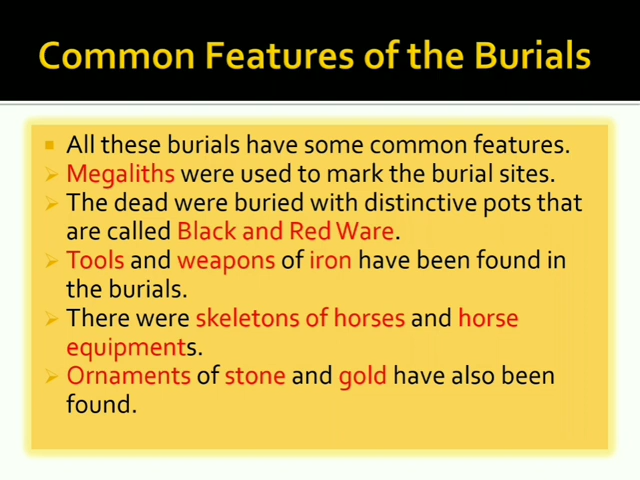 Common Features of the Burials
▪ All these burials have some common features.
➢ Megaliths were used to mark the burial sites.
➢ The dead were buried with distinctive pots that
are called Black and Red Ware.
➢ Tools and weapons of iron have been found in
the burials.
➢ There were skeletons of horses and horse
equipments.
➢ Ornaments of stone and gold have also been
found.